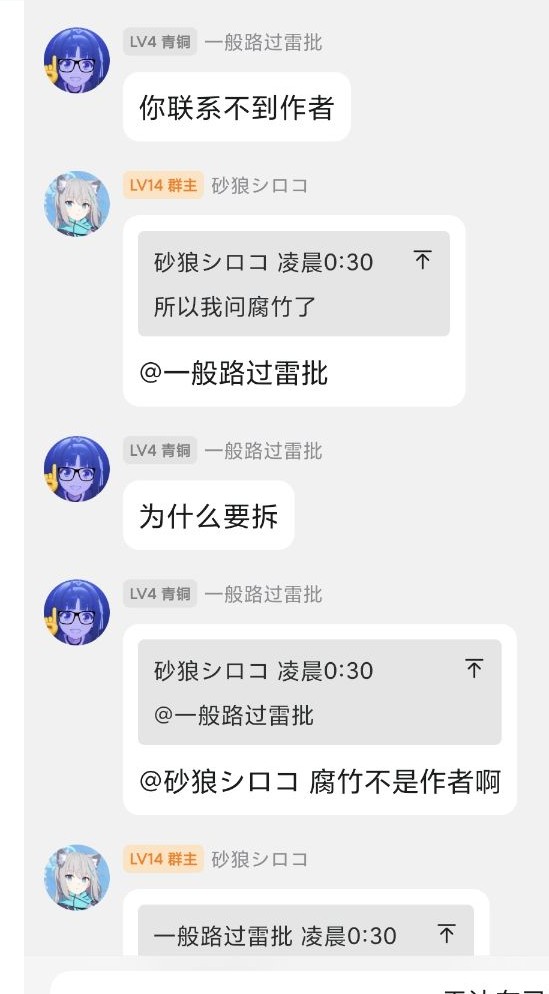 LV4 青铜 一般路过雷批
你联系不到作者
LV14 群主 砂狼シロコ
砂狼シロコ 凌晨0:30
所以我问腐竹了
@一般路过雷批
LV4 青铜 一般路过雷批
为什么要拆
LV4 青铜 一般路过雷批
砂狼シロコ 凌晨0:30
@一般路过雷批
@砂狼シロコ 腐竹不是作者啊
LV14 群主 砂狼シロコ
一般路过雷批 凌晨0:30